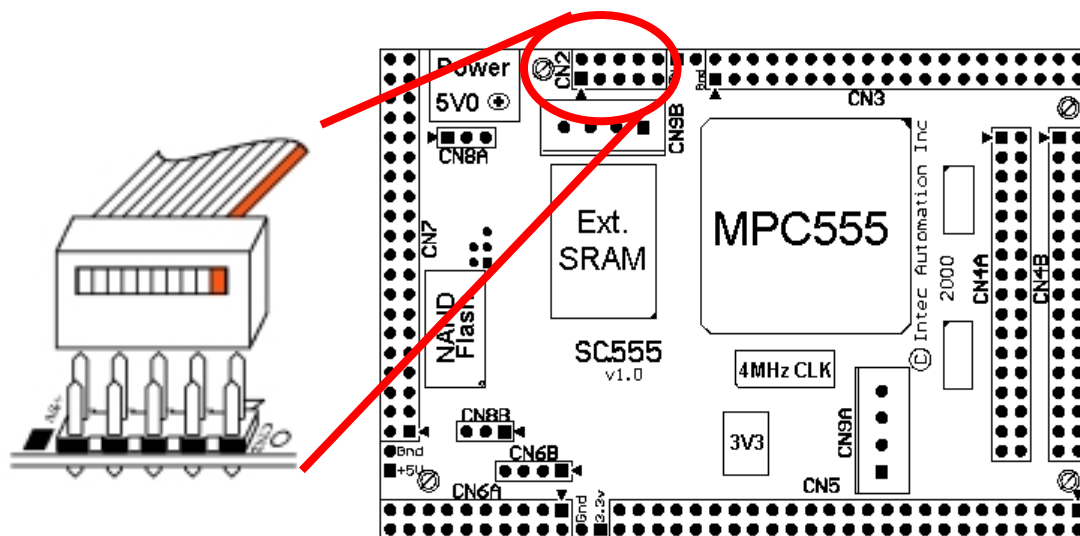 Power
5V0
CN2
Gnd
CN3
CN8A
CN9B
CN7
Ext.
SRAM
MPC555
© Intec Automation Inc
2000
CN4A
CN4B
NAND
Flash
SC555
v1.0
4MHz CLK
CN8B
3V3
CN9A
Gnd
+5V
CN6B
CN6A
CN5
Gnd
3.3v